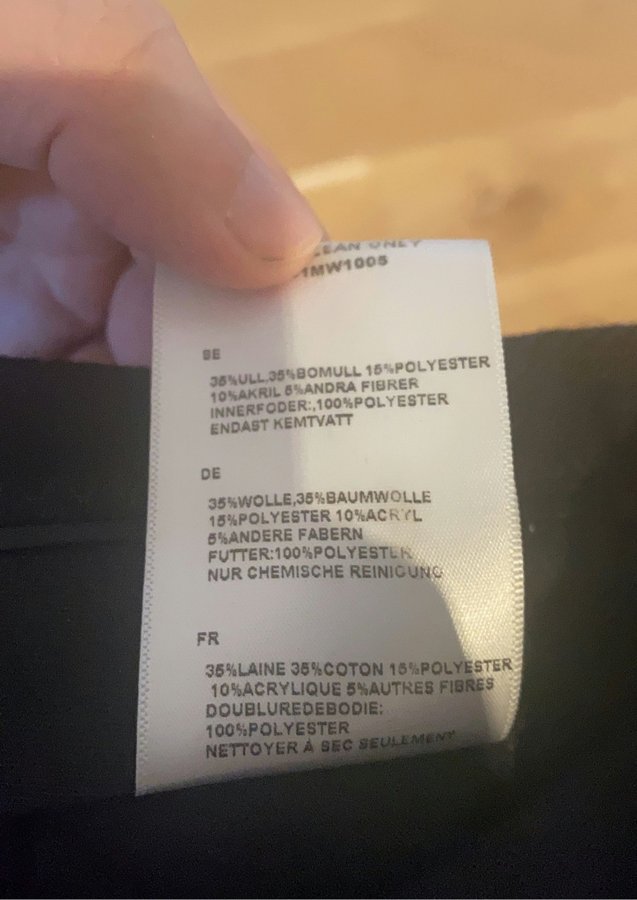 CLEAN ONLY
1MW1005
SE
35%ULL,35%BOMULL 15%POLYESTER
10%AKRIL 5%ANDRA FIBRER
INNERFODER:,100%POLYESTER
ENDAST KEMTVATT
DE
35%WOLLE,35%BAUMWOLLE
15%POLYESTER 10%ACRYL
5%ANDERE FABERN
FUTTER:100%POLYESTER
NUR CHEMISCHE REINIGUNG
FR
35%LAINE 35%COTON 15%POLYESTER
10%ACRYLIQUE 5%AUTRES FIBRES
DOUBLUREDEBODIE:
100%POLYESTER
NETTOYER À SEC SEULEMENT